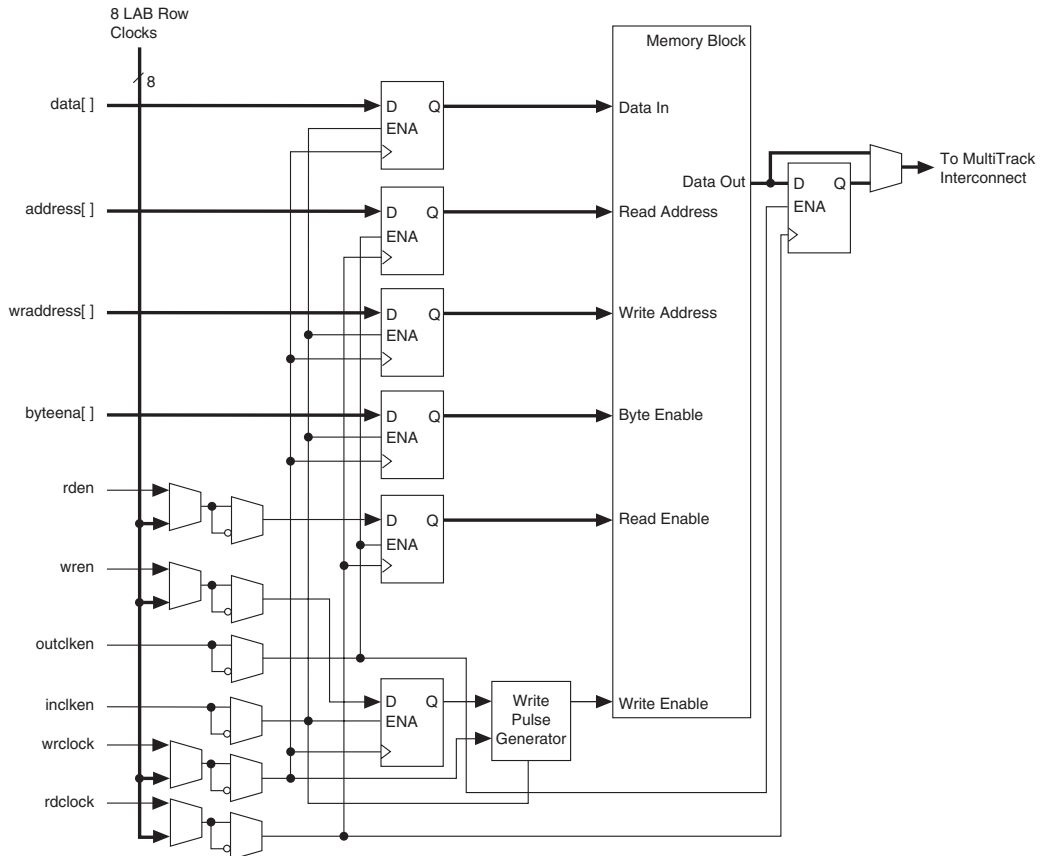 8 LAB Row
Clocks
8
Memory Block
data[ ]
D Q
ENA
Data In
To MultiTrack
Interconnect
Data Out
D Q
ENA
address[ ]
D Q
ENA
Read Address
wraddress[ ]
D Q
ENA
Write Address
byteena[ ]
D Q
ENA
Byte Enable
rden
D Q
ENA
Read Enable
wren
outclken
inclken
D Q
ENA
Write
Pulse
Generator
Write Enable
wrclock
rdclock